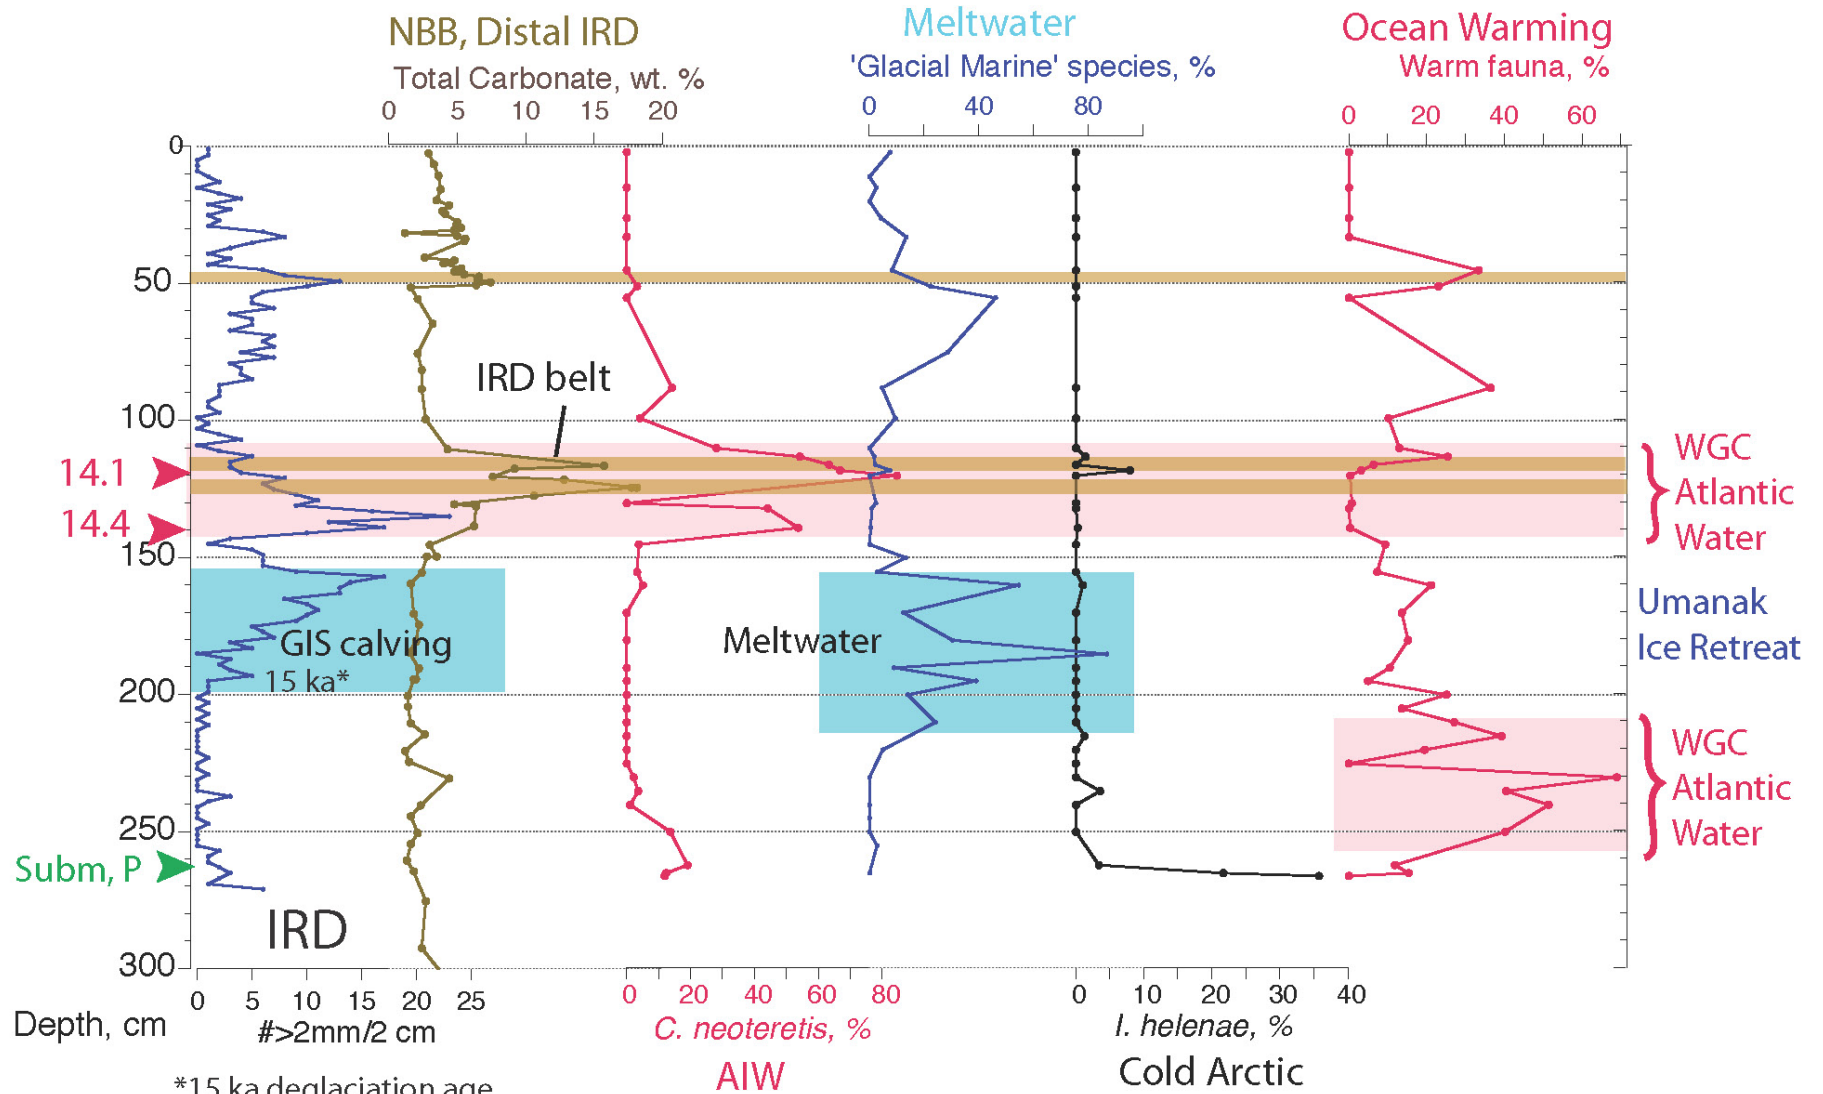 NBB, Distal IRD
Total Carbonate, wt. %
0 5 10 15 20
Meltwater
'Glacial Marine' species, %
0 40 80
Ocean Warming
Warm fauna, %
0 20 40 60
0
50
100
150
200
250
300
Depth, cm
14.1
14.4
Subm, P
IRD belt
GIS calving
15 ka*
Meltwater
IRD
WGC
Atlantic
Water
Umanak
Ice Retreat
WGC
Atlantic
Water
0 5 10 15 20 25
#>2mm/2 cm
0 20 40 60 80
C. neoteretis, %
AIW
0 10 20 30 40
I. helenae, %
Cold Arctic
*15 ka deglaciation age